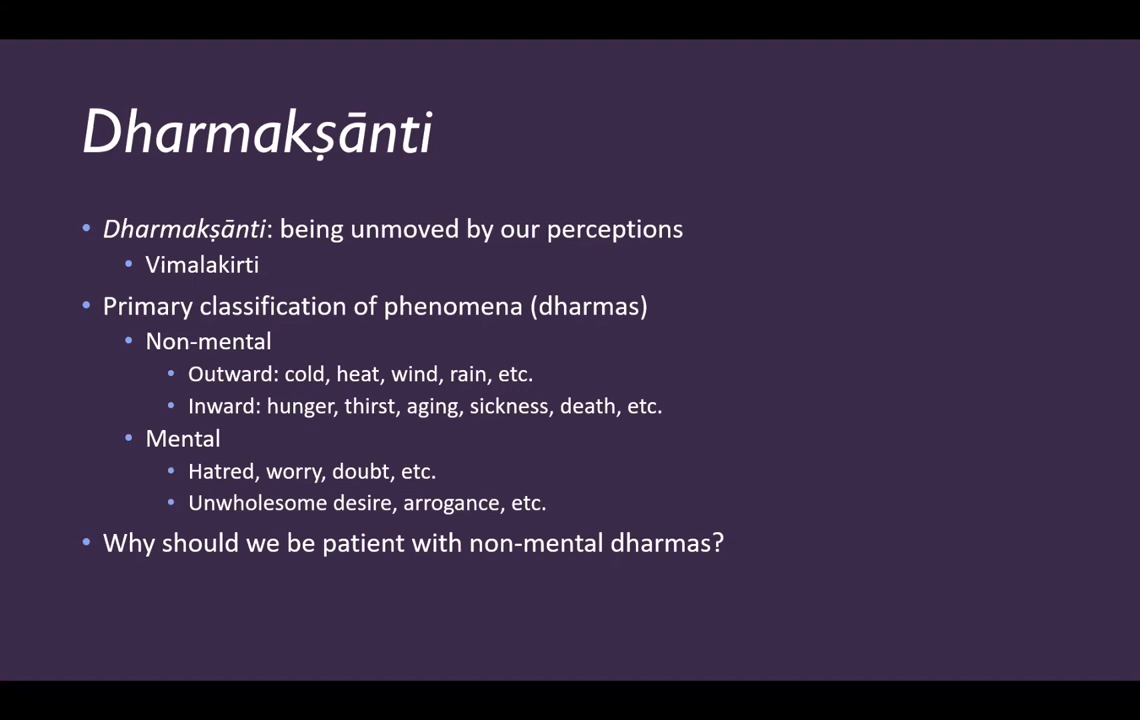 Dharmakṣānti
• Dharmakṣānti: being unmoved by our perceptions
• Vimalakirti
• Primary classification of phenomena (dharmas)
• Non-mental
• Outward: cold, heat, wind, rain, etc.
• Inward: hunger, thirst, aging, sickness, death, etc.
• Mental
• Hatred, worry, doubt, etc.
• Unwholesome desire, arrogance, etc.
• Why should we be patient with non-mental dharmas?